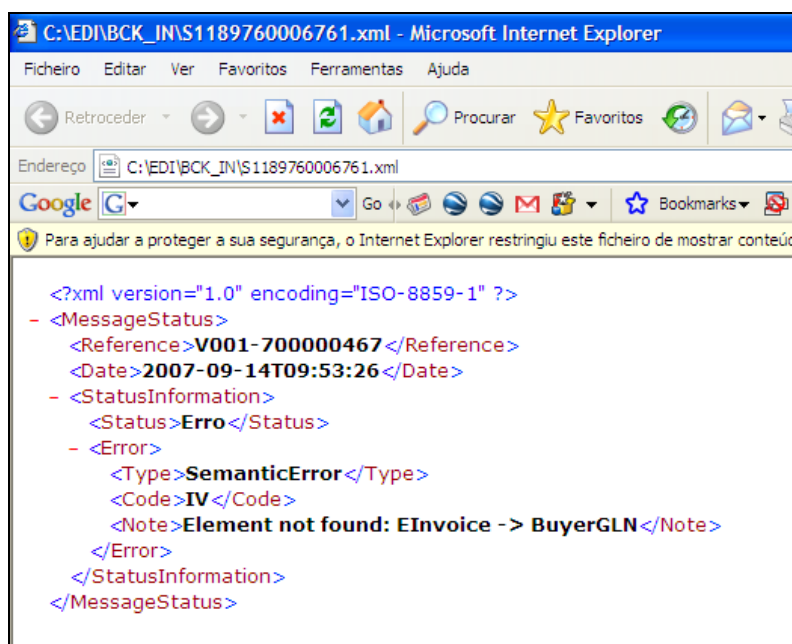 C:\EDI\BCK_IN\S1189760006761.xml - Microsoft Internet Explorer
Ficheiro Editar Ver Favoritos Ferramentas Ajuda
Retroceder Procurar Favoritos
Endereço C:\EDI\BCK_IN\S1189760006761.xml
Google G Go Bookmarks
Para ajudar a proteger a sua segurança, o Internet Explorer restringiu este ficheiro de mostrar
<?xml version="1.0" encoding="ISO-8859-1" ?>
- <MessageStatus>
<Reference>V001-700000467</Reference>
<Date>2007-09-14T09:53:26</Date>
- <StatusInformation>
<Status>Erro</Status>
- <Error>
<Type>SemanticError</Type>
<Code>IV</Code>
<Note>Element not found: EInvoice -> BuyerGLN</Note>
</Error>
</StatusInformation>
</MessageStatus>